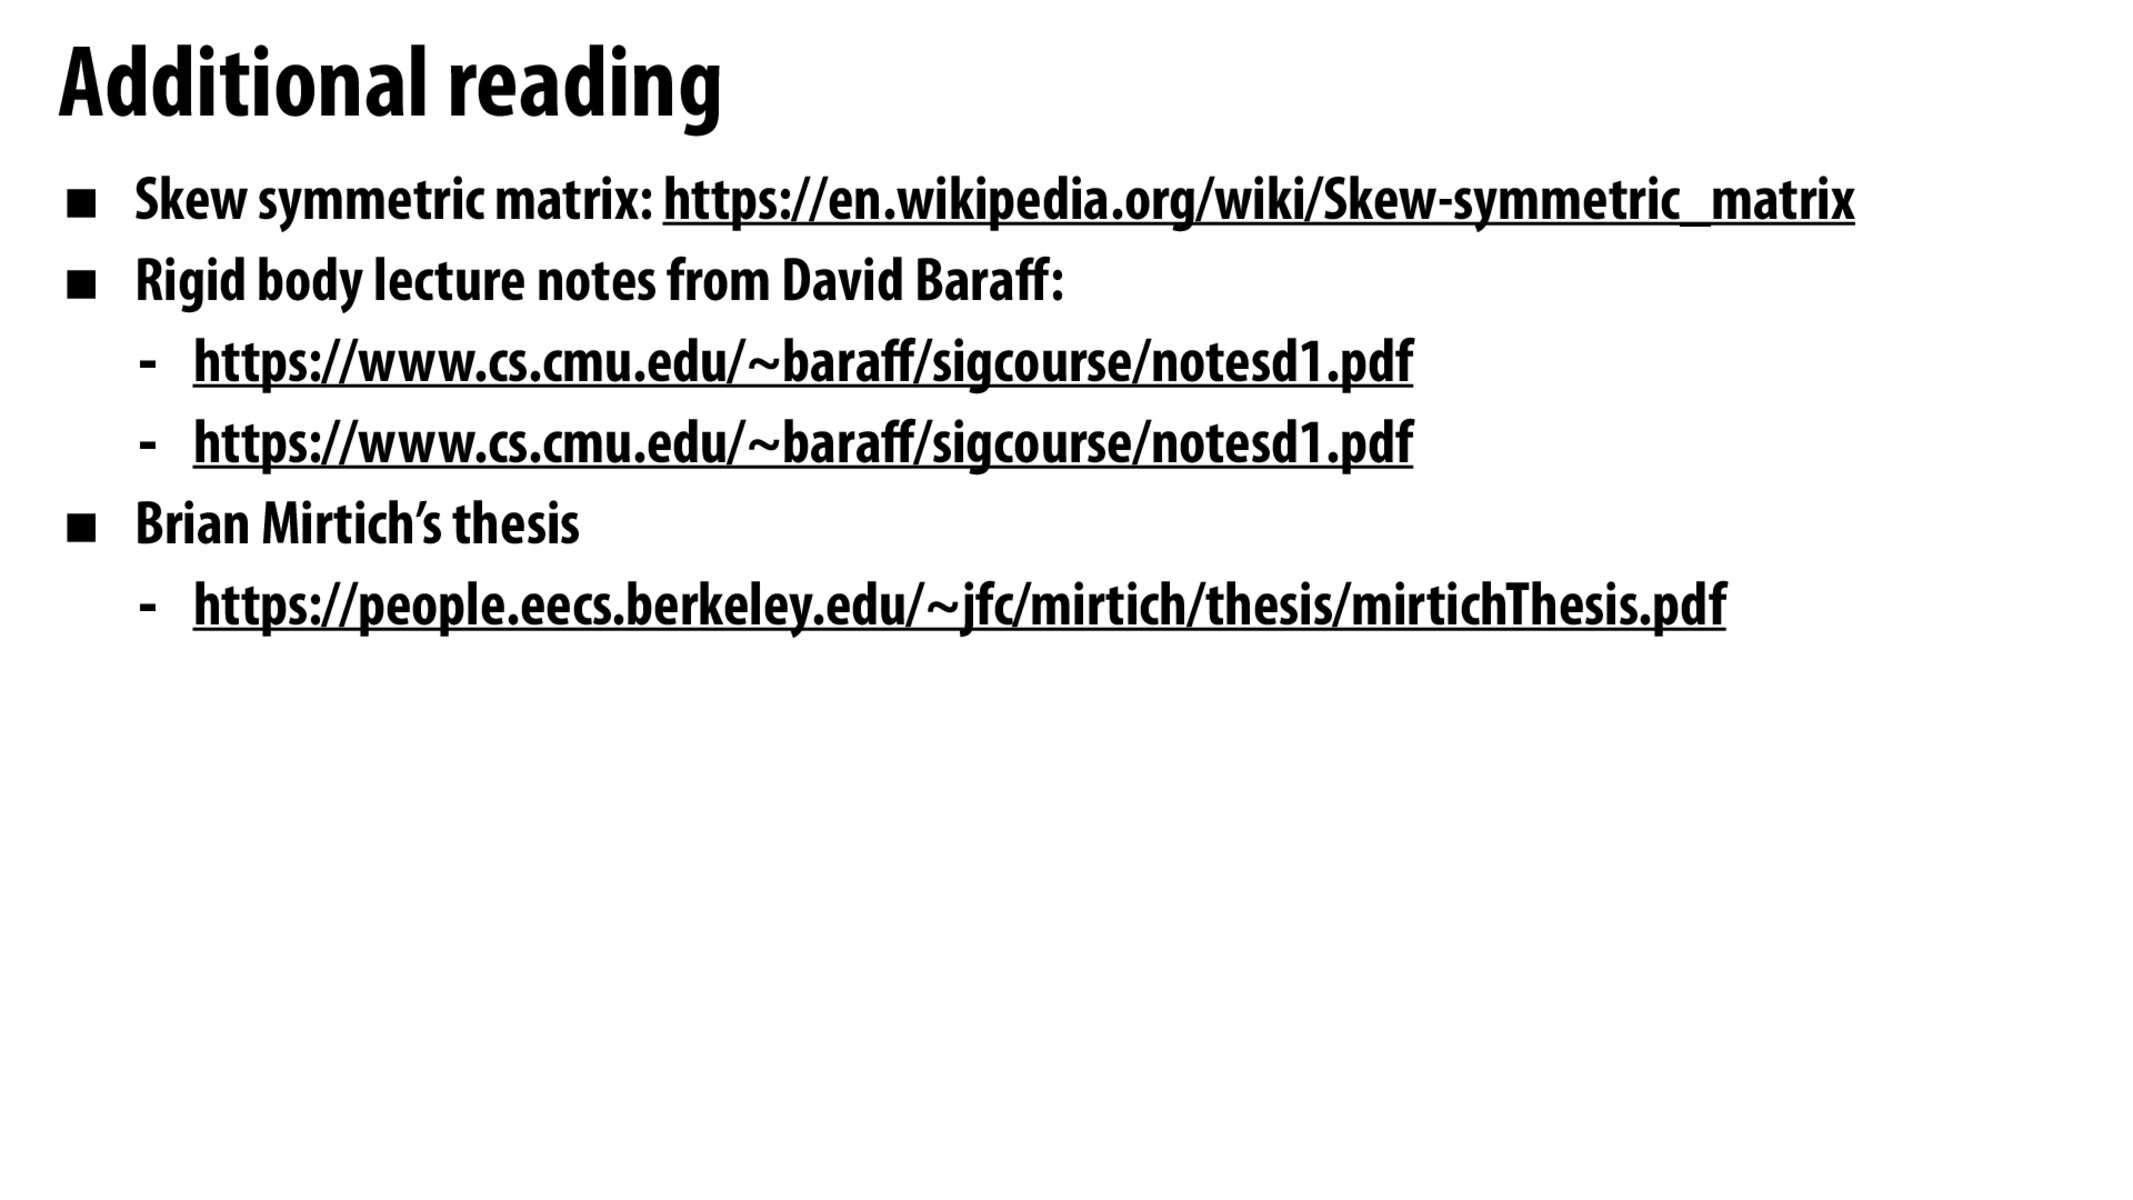 Additional reading
■ Skew symmetric matrix: https://en.wikipedia.org/wiki/Skew-symmetric_matrix
■ Rigid body lecture notes from David Baraff:
- https://www.cs.cmu.edu/~baraff/sigcourse/notesd1.pdf
- https://www.cs.cmu.edu/~baraff/sigcourse/notesd1.pdf
■ Brian Mirtich’s thesis
- https://people.eecs.berkeley.edu/~jfc/mirtich/thesis/mirtichThesis.pdf